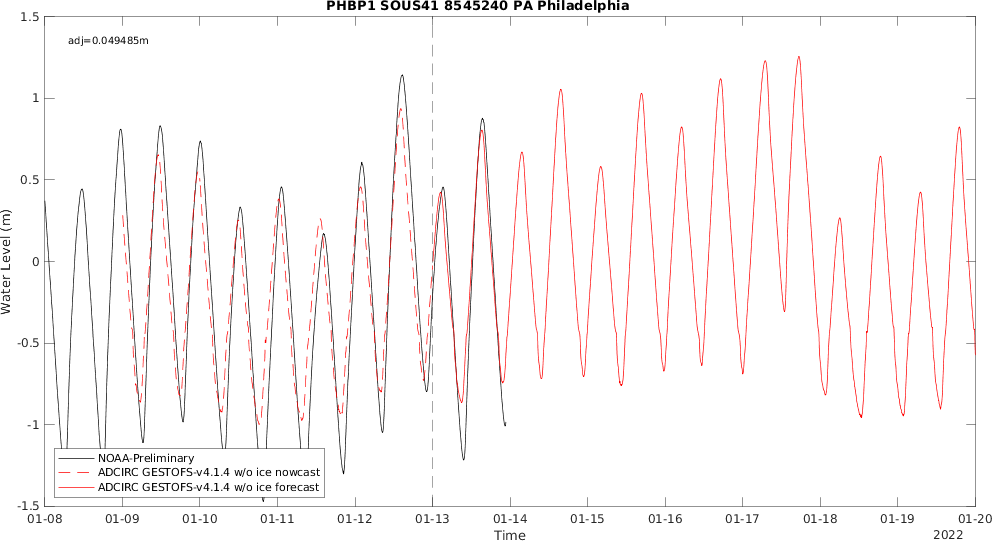 PHBP1 SOUS41 8545240 PA Philadelphia
adj=0.049485m
1.5
1
0.5
0
-0.5
-1
-1.5
Water Level (m)
NOAA-Preliminary
ADCIRC GESTOFS-v4.1.4 w/o ice nowcast
ADCIRC GESTOFS-v4.1.4 w/o ice forecast
01-08 01-09 01-10 01-11 01-12 01-13 01-14 01-15 01-16 01-17 01-18 01-19 01-20
Time
2022